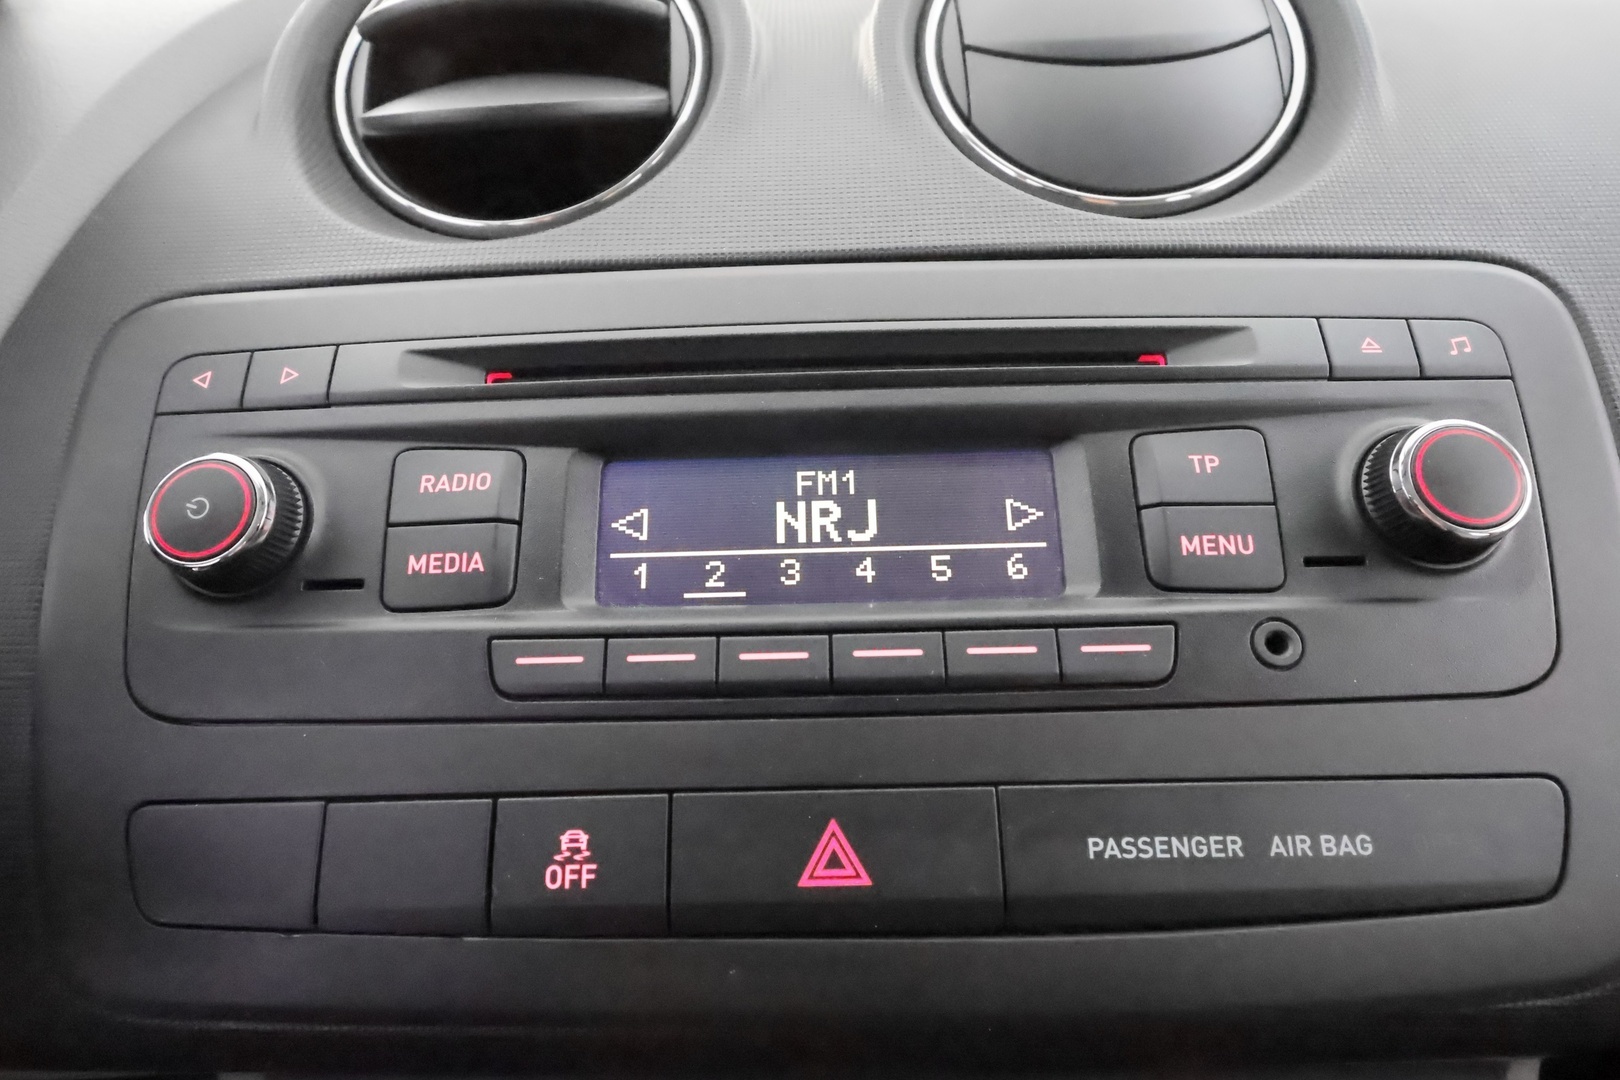 RADIO
MEDIA
FM1
NRJ
1 2 3 4 5 6
TP
MENU
OFF
PASSENGER AIR BAG